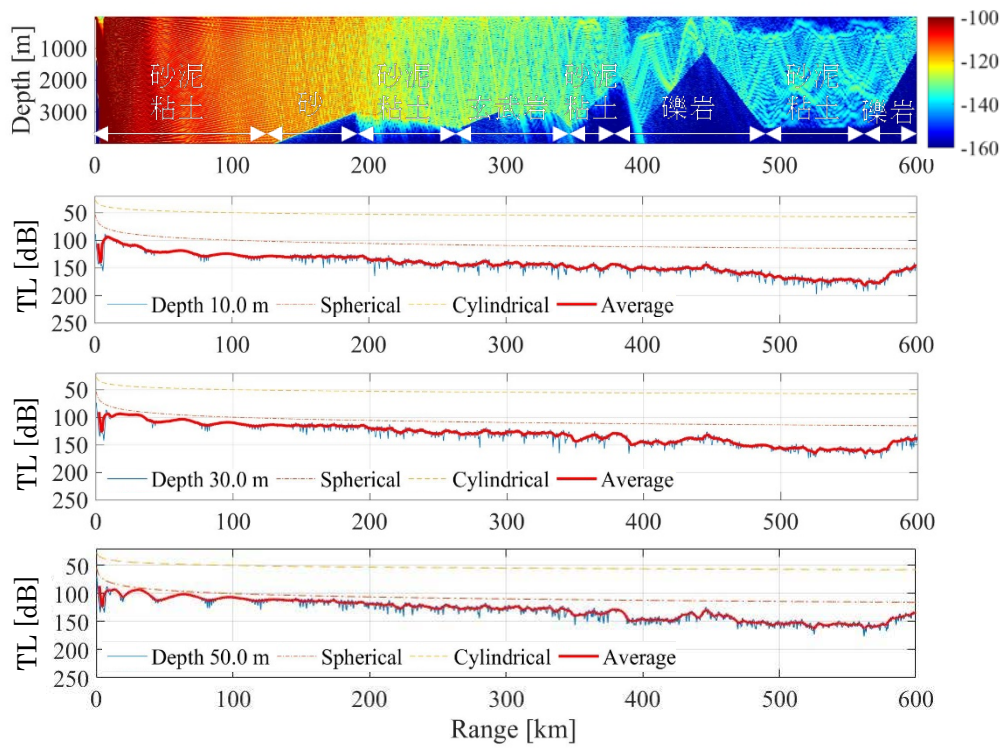 Depth [m]
1000
2000
3000
砂泥
粘土
砂
砂泥
粘土
玄武岩
砂泥
粘土
礫岩
砂泥
粘土
礫岩
-100
-120
-140
-160
0 100 200 300 400 500 600
TL [dB]
50
100
150
200
250
Depth 10.0 m Spherical Cylindrical Average
0 100 200 300 400 500 600
TL [dB]
50
100
150
200
250
Depth 30.0 m Spherical Cylindrical Average
0 100 200 300 400 500 600
TL [dB]
50
100
150
200
250
Depth 50.0 m Spherical Cylindrical Average
0 100 200 300 400 500 600
Range [km]